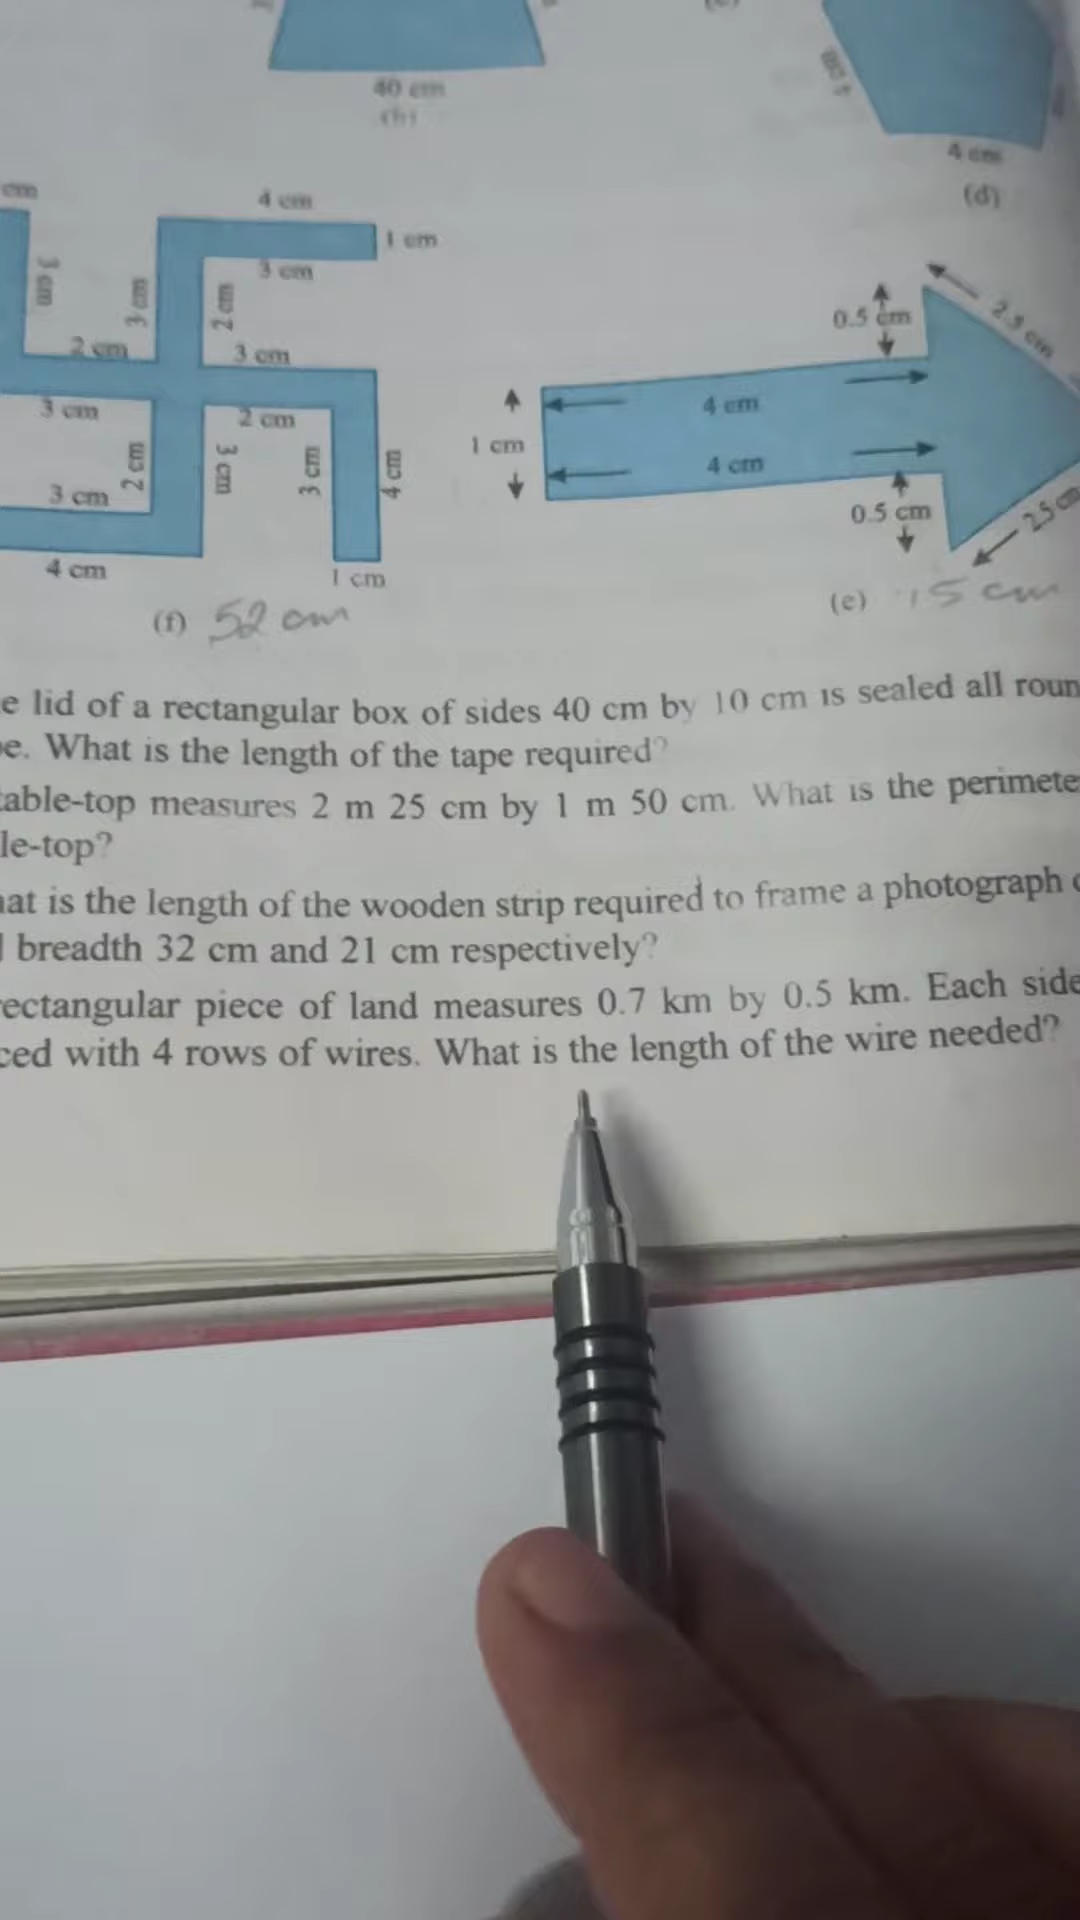 40 cm
(b)
4 cm
(d)
cm
4 cm
1 cm
3 cm
3 cm
3 cm
2 cm
2 cm
3 cm
3 cm
2 cm
2 cm
3 cm
3 cm
4 cm
3 cm
4 cm
1 cm
(f) 52 cm
0.5 cm
2.5 cm
4 cm
1 cm
4 cm
0.5 cm
2.5 cm
(e) 15 cm
e lid of a rectangular box of sides 40 cm by 10 cm is sealed all roun
e. What is the length of the tape required?
table-top measures 2 m 25 cm by 1 m 50 cm. What is the perimete
le-top?
hat is the length of the wooden strip required to frame a photograph
breadth 32 cm and 21 cm respectively?
rectangular piece of land measures 0.7 km by 0.5 km. Each side
ced with 4 rows of wires. What is the length of the wire needed?